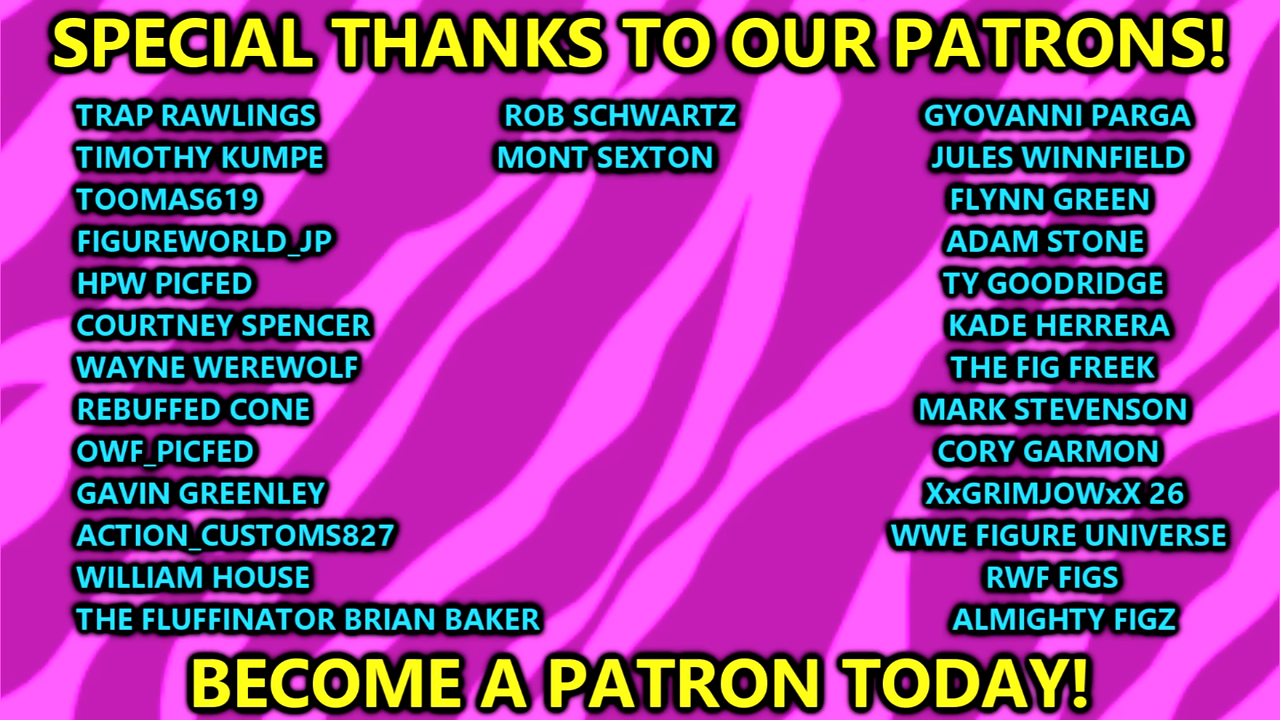 SPECIAL THANKS TO OUR PATRONS!
TRAP RAWLINGS
TIMOTHY KUMPE
TOOMAS619
FIGUREWORLD_JP
HPW PICFED
COURTNEY SPENCER
WAYNE WEREWOLF
REBUFFED CONE
OWF_PICFED
GAVIN GREENLEY
ACTION_CUSTOMS827
WILLIAM HOUSE
THE FLUFFINATOR BRIAN BAKER
ROB SCHWARTZ
MONT SEXTON
GYOVANNI PARGA
JULES WINNFIELD
FLYNN GREEN
ADAM STONE
TY GOODRIDGE
KADE HERRERA
THE FIG FREEK
MARK STEVENSON
CORY GARMON
XxGRIMJOWxX 26
WWE FIGURE UNIVERSE
RWF FIGS
ALMIGHTY FIGZ
BECOME A PATRON TODAY!